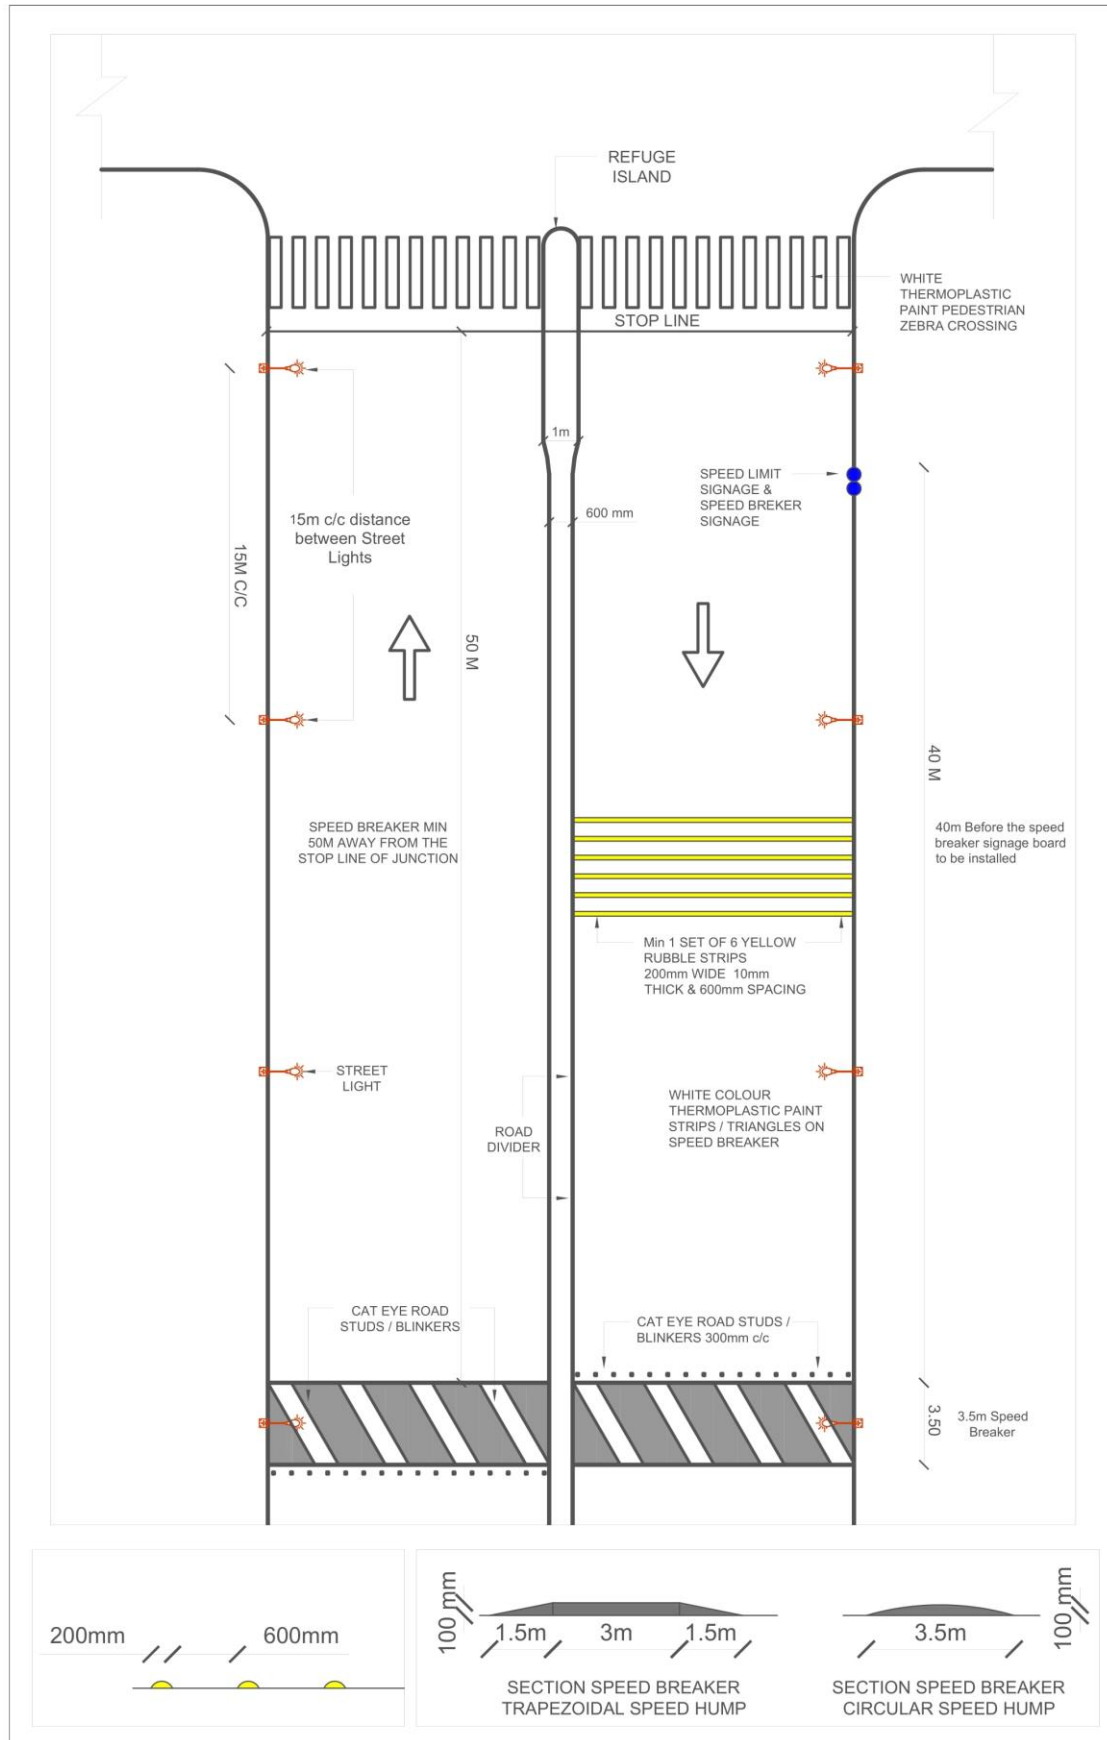 REFUGE
ISLAND
WHITE
THERMOPLASTIC
PAINT PEDESTRIAN
ZEBRA CROSSING
STOP LINE
1m
SPEED LIMIT
SIGNAGE &
SPEED BREKER
SIGNAGE
600 mm
15m c/c distance
between Street
Lights
15M C/C
50 M
40 M
SPEED BREAKER MIN
50M AWAY FROM THE
STOP LINE OF JUNCTION
40m Before the speed
breaker signage board
to be installed
Min 1 SET OF 6 YELLOW
RUBBLE STRIPS
200mm WIDE 10mm
THICK & 600mm SPACING
STREET
LIGHT
WHITE COLOUR
THERMOPLASTIC PAINT
STRIPS / TRIANGLES ON
SPEED BREAKER
ROAD
DIVIDER
CAT EYE ROAD
STUDS / BLINKERS
CAT EYE ROAD STUDS /
BLINKERS 300mm c/c
3.50
3.5m Speed
Breaker
200mm
600mm
100 mm
1.5m
3m
1.5m
SECTION SPEED BREAKER
TRAPEZOIDAL SPEED HUMP
3.5m
100 mm
SECTION SPEED BREAKER
CIRCULAR SPEED HUMP